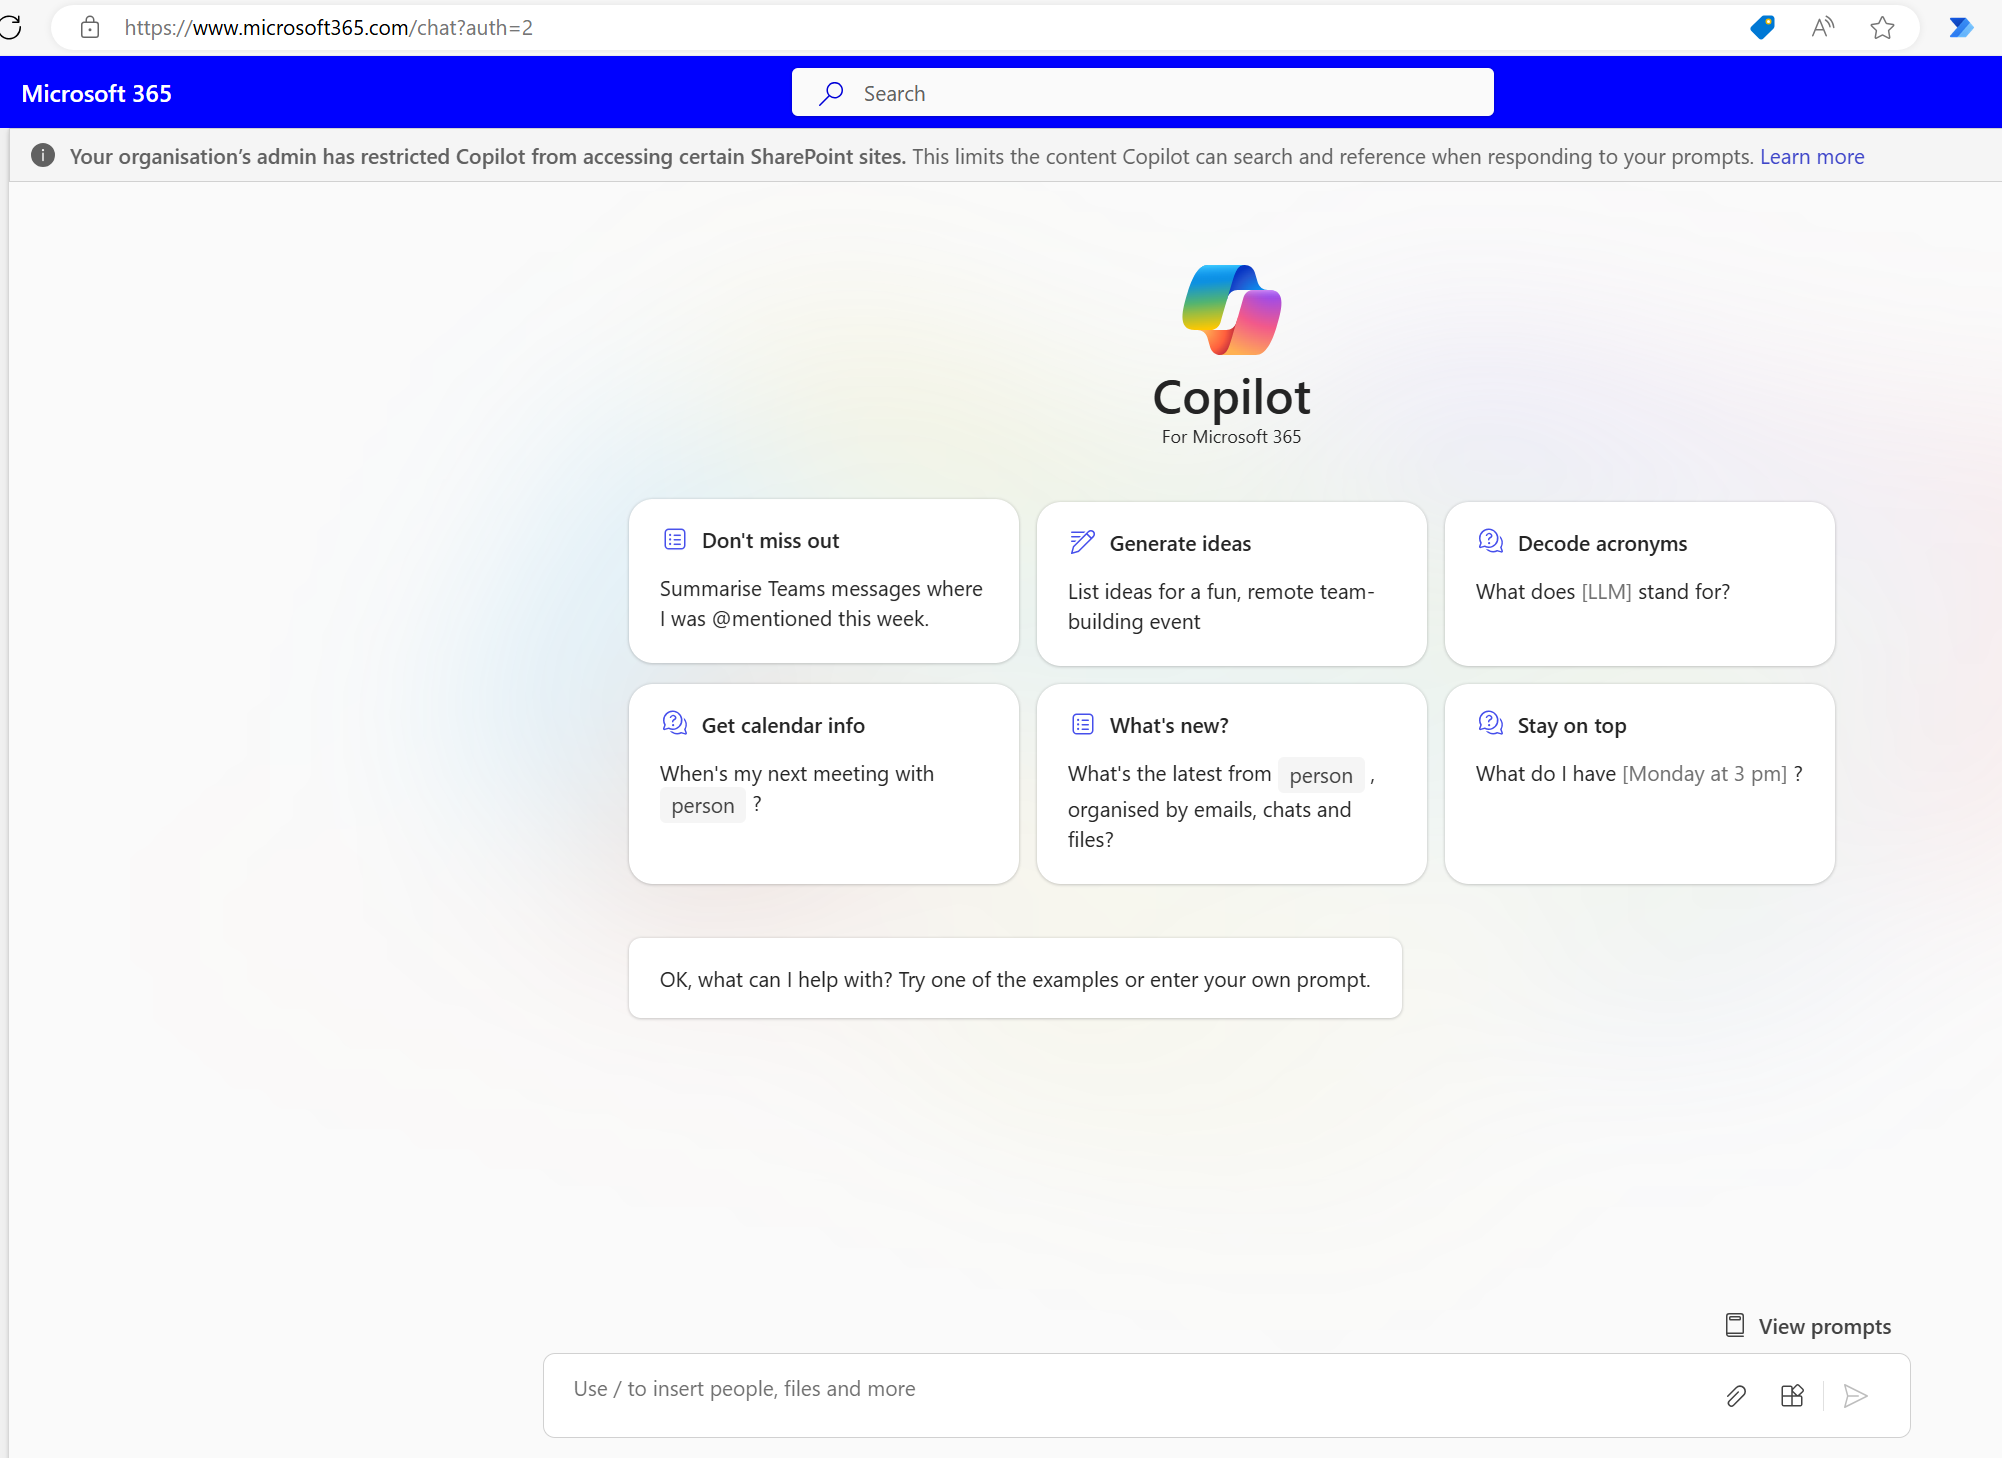 https://www.microsoft365.com/chat?auth=2
Microsoft 365
Search
Your organisation’s admin has restricted Copilot from accessing certain SharePoint sites. This limits the content Copilot can search and reference when responding to your prompts. Learn more
Copilot
For Microsoft 365
Don't miss out
Summarise Teams messages where
I was @mentioned this week.
Generate ideas
List ideas for a fun, remote team-
building event
Decode acronyms
What does [LLM] stand for?
Get calendar info
When's my next meeting with
person ?
What's new?
What's the latest from person ,
organised by emails, chats and
files?
Stay on top
What do I have [Monday at 3 pm] ?
OK, what can I help with? Try one of the examples or enter your own prompt.
View prompts
Use / to insert people, files and more